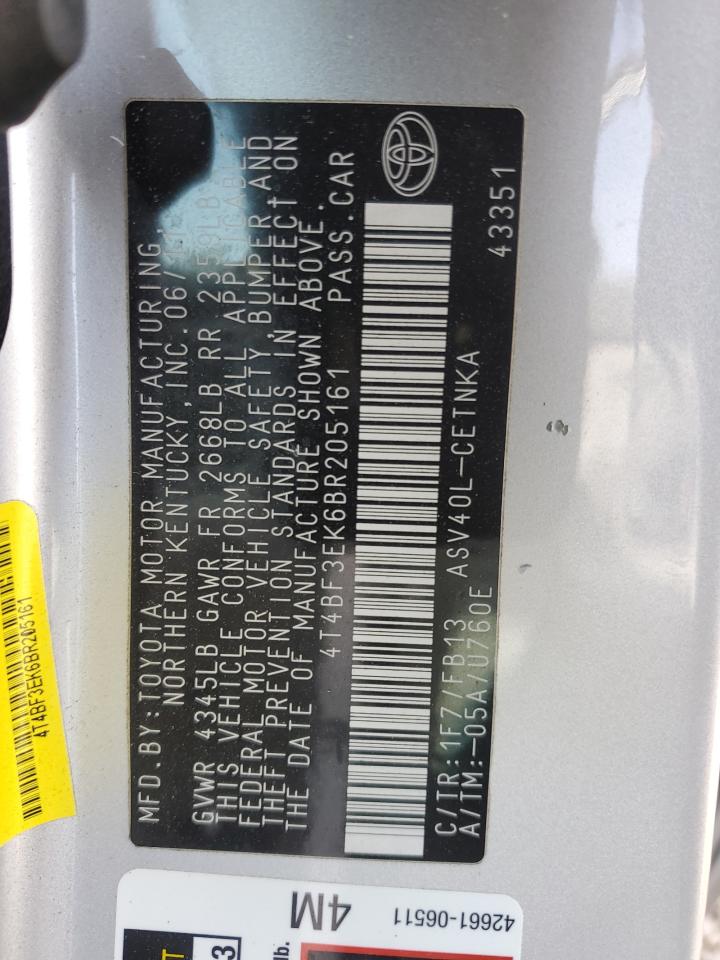 MFD.BY:TOYOTA MOTOR MANUFACTURING,
NORTHERN KENTUCKY,INC.06/
GVWR 4345LB GAWR FR 2668LB RR
THIS VEHICLE CONFORMS TO ALL APPLICABLE
FEDERAL MOTOR VEHICLE SAFETY,BUMPER,AND
THEFT PREVENTION STANDARDS IN EFFECT ON
THE DATE OF MANUFACTURE SHOWN ABOVE.
4T4BF3EK6BR205161 PASS.CAR
C/TR:1F7/FB13 ASV40L-CETNKA
A/TM:-05A/U760E 43351
4T4BF3EK6BR205161
4M
42661-06511
3
lb.